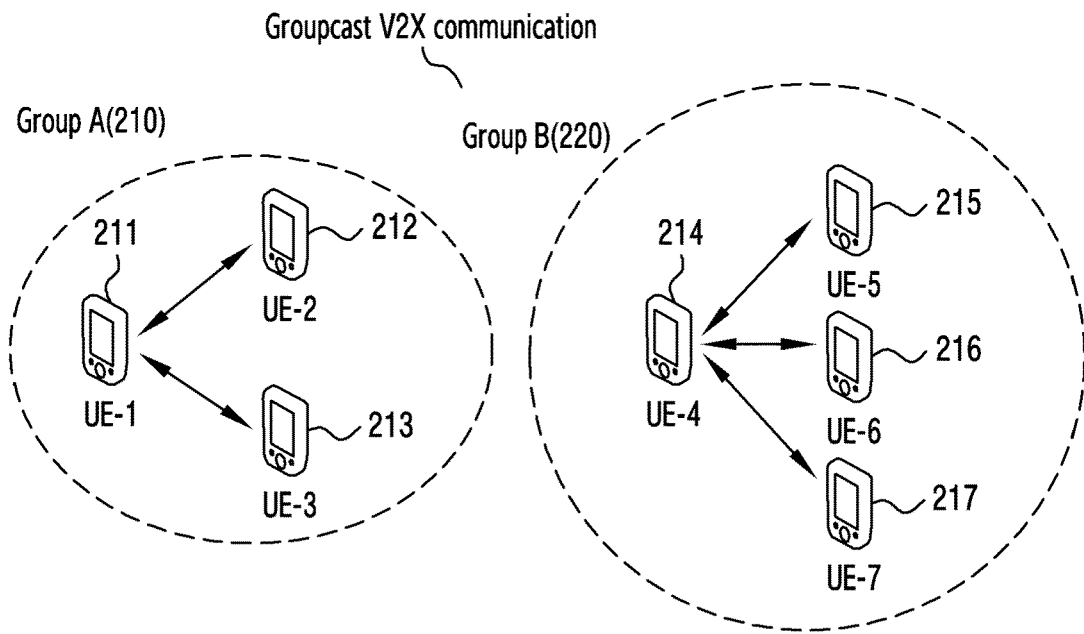 Groupcast V2X communication
Group A(210)
Group B(220)
211
212
UE-1
UE-2
213
UE-3
214
215
UE-4
UE-5
216
UE-6
217
UE-7